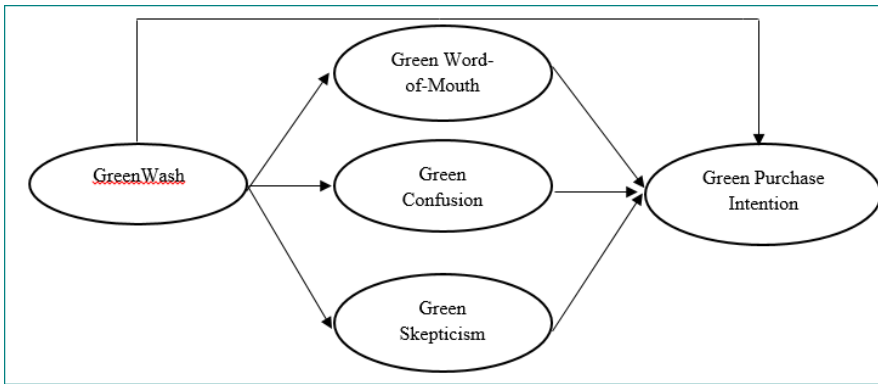 Green Word-
of-Mouth
GreenWash
Green
Confusion
Green Purchase
Intention
Green
Skepticism